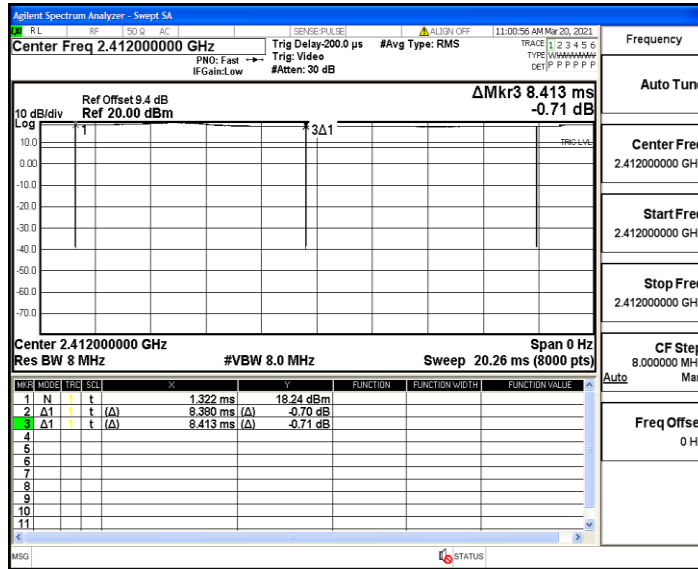 Agilent Spectrum Analyzer - Swept SA
RL RF 50 Ω AC SENSE:PULSE ALIGN OFF 11:00:56 AM Mar 20, 2021
Center Freq 2.412000000 GHz
PNO: Fast
IFGain:Low
Trig Delay-200.0 µs
Trig: Video
#Atten: 30 dB
#Avg Type: RMS
TRACE 1 2 3 4 5 6
TYPE
DET P P P P P P
Ref Offset 9.4 dB
10 dB/div Ref 20.00 dBm
ΔMkr3 8.413 ms
-0.71 dB
Log
1
3Δ1
TRIG LVL
10.0
0.00
-10.0
-20.0
-30.0
-40.0
-50.0
-60.0
-70.0
Center 2.412000000 GHz Span 0 Hz
Res BW 8 MHz #VBW 8.0 MHz Sweep 20.26 ms (8000 pts)
MKR MODE TRC SCL X Y FUNCTION FUNCTION WIDTH FUNCTION VALUE
1 N 1 t 1.322 ms 18.24 dBm
2 Δ1 1 t (Δ) 8.380 ms (Δ) -0.70 dB
3 Δ1 1 t (Δ) 8.413 ms (Δ) -0.71 dB
4
5
6
7
8
9
10
11
MSG STATUS
Frequency
Auto Tun
Center Fre
2.412000000 GH
Start Fre
2.412000000 GH
Stop Fre
2.412000000 GH
CF Step
8.000000 MH
Auto Ma
Freq Offse
0 H